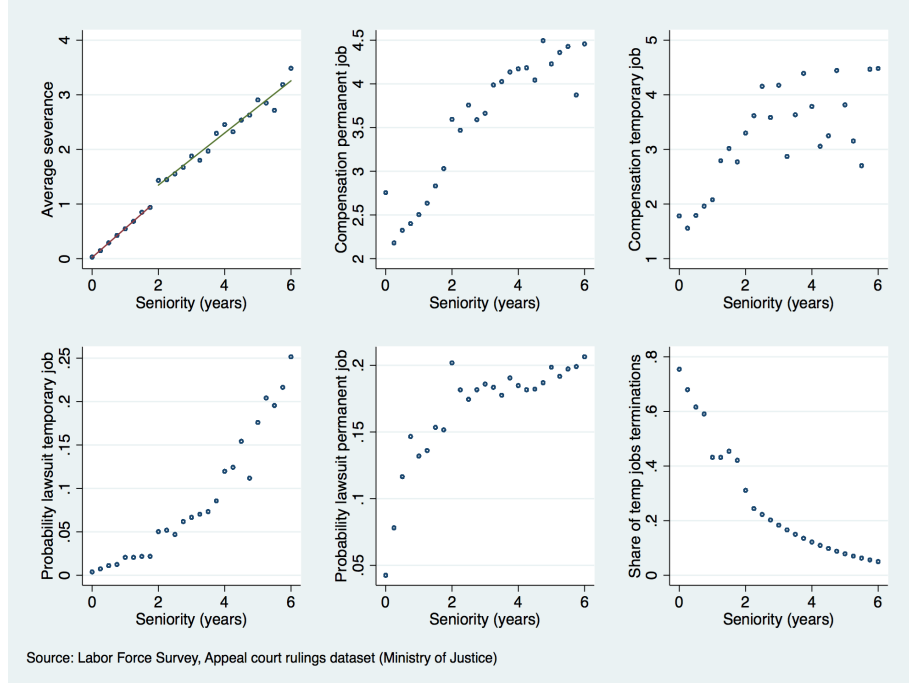 Average severance
4
3
2
1
0
0 2 4 6
Seniority (years)
Compensation permanent job
4.5
4
3.5
3
2.5
2
0 2 4 6
Seniority (years)
Compensation temporary job
5
4
3
2
1
0 2 4 6
Seniority (years)
Probability lawsuit temporary job
.25
.2
.15
.1
.05
0
0 2 4 6
Seniority (years)
Probability lawsuit permanent job
.2
.15
.1
.05
0 2 4 6
Seniority (years)
Share of temp jobs terminations
.8
.6
.4
.2
0
0 2 4 6
Seniority (years)
Source: Labor Force Survey, Appeal court rulings dataset (Ministry of Justice)